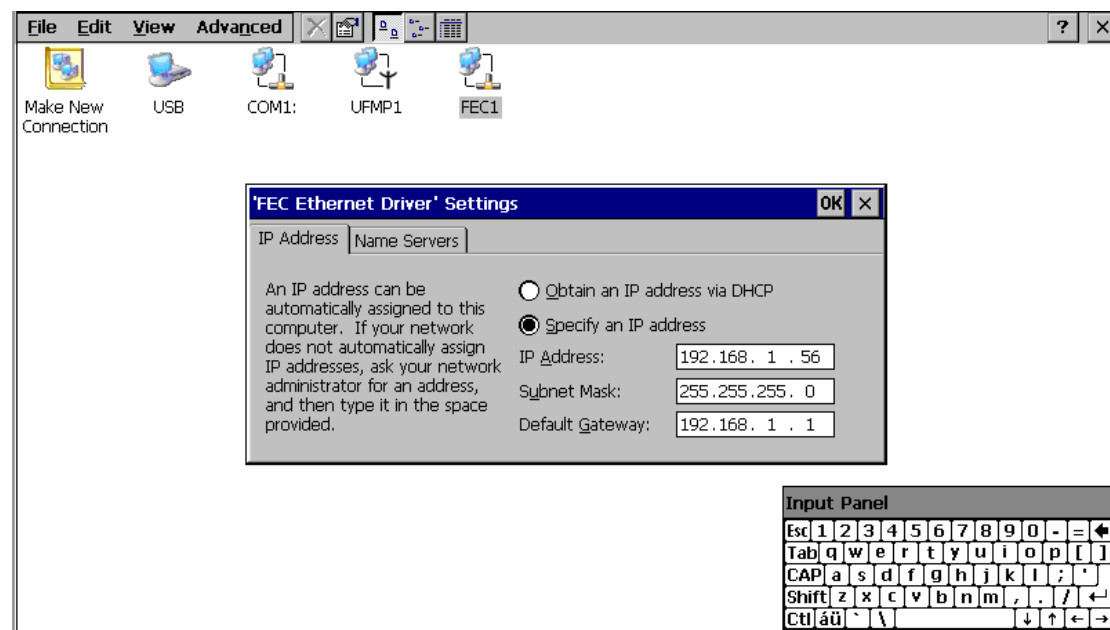 File Edit View Advanced ? ×
Make New Connection
USB
COM1:
UFMP1
FEC1
'FEC Ethernet Driver' Settings OK ×
IP Address Name Servers
An IP address can be
automatically assigned to this
computer. If your network
does not automatically assign
IP addresses, ask your network
administrator for an address,
and then type it in the space
provided.
Obtain an IP address via DHCP
Specify an IP address
IP Address: 192.168. 1 . 56
Subnet Mask: 255.255.255. 0
Default Gateway: 192.168. 1 . 1
Input Panel
Esc 1 2 3 4 5 6 7 8 9 0 - =
Tab q w e r t y u i o p [ ]
CAP a s d f g h j k l ; '
Shift z x c v b n m , . /
Ctl áü ` \ ↓ ↑ ← →